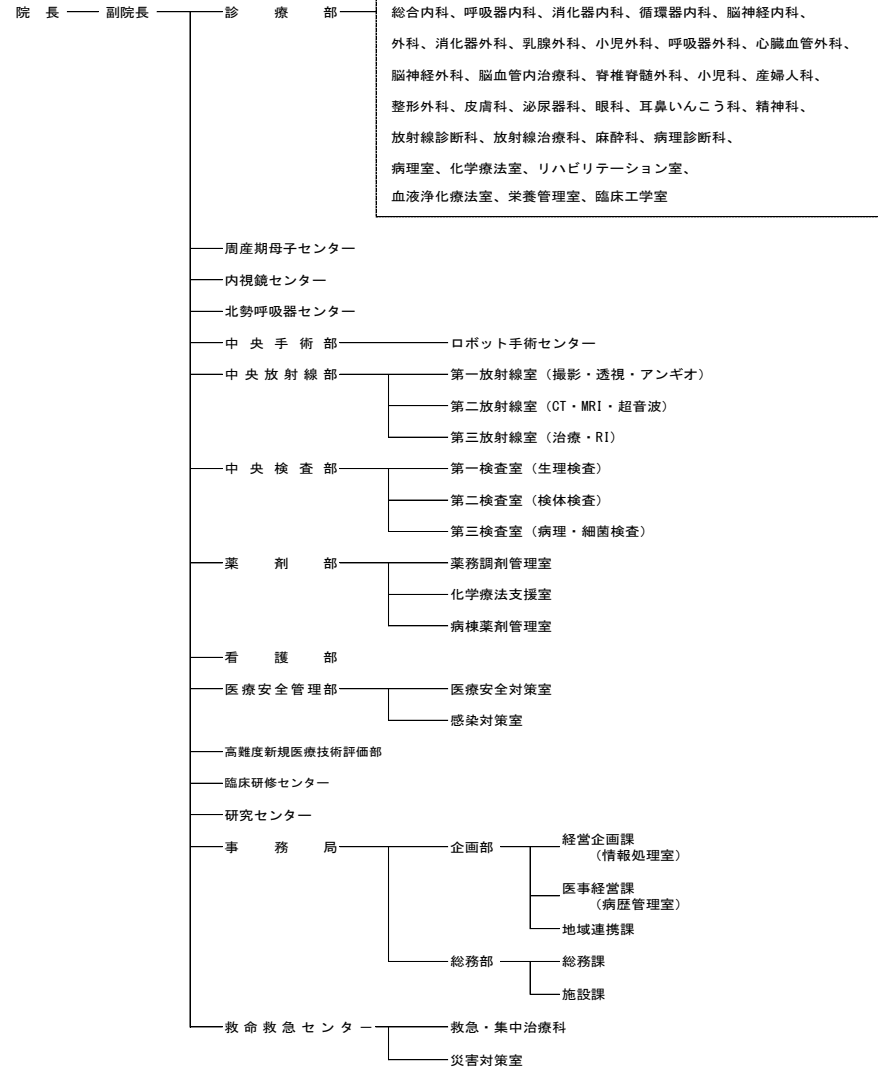 院長 副院長 診療部 総合内科、呼吸器内科、消化器内科、循環器内科、脳神経内科、
外科、消化器外科、乳腺外科、小児外科、呼吸器外科、心臓血管外科、
脳神経外科、脳血管内治療科、脊椎脊髄外科、小児科、産婦人科、
整形外科、皮膚科、泌尿器科、眼科、耳鼻いんこう科、精神科、
放射線診断科、放射線治療科、麻酔科、病理診断科、
病理室、化学療法室、リハビリテーション室、
血液浄化療法室、栄養管理室、臨床工学室
周産期母子センター
内視鏡センター
北勢呼吸器センター
中央手術部 ロボット手術センター
中央放射線部 第一放射線室（撮影・透視・アンギオ）
第二放射線室（CT・MRI・超音波）
第三放射線室（治療・RI）
中央検査部 第一検査室（生理検査）
第二検査室（検体検査）
第三検査室（病理・細菌検査）
薬剤部 薬務調剤管理室
化学療法支援室
病棟薬剤管理室
看護部
医療安全管理部 医療安全対策室
感染対策室
高難度新規医療技術評価部
臨床研修センター
研究センター
事務局 企画部 経営企画課
（情報処理室）
医事経営課
（病歴管理室）
地域連携課
総務部 総務課
施設課
救命救急センター 救急・集中治療科
災害対策室